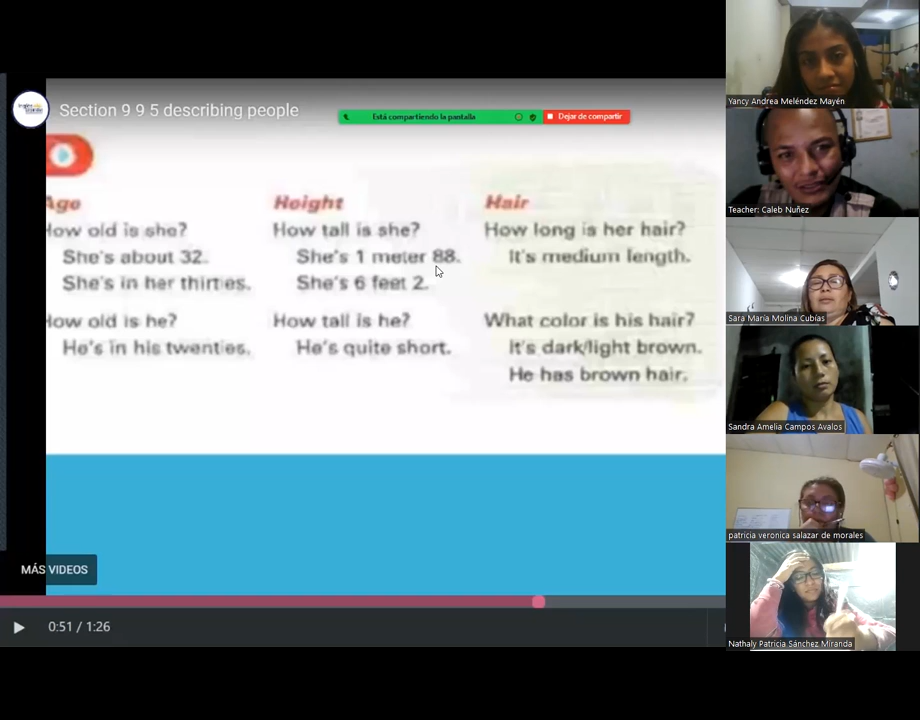 Section 9 9 5 describing people
Está compartiendo la pantalla
Dejar de compartir
Age
How old is she?
She's about 32.
She's in her thirties.
How old is he?
He's in his twenties.
Height
How tall is she?
She's 1 meter 88.
She's 6 feet 2.
How tall is he?
He's quite short.
Hair
How long is her hair?
It's medium length.
What color is his hair?
It's dark/light brown.
He has brown hair.
MÁS VIDEOS
0:51 / 1:26
Yancy Andrea Meléndez Mayén
Teacher: Caleb Nuñez
Sara María Molina Cubías
Sandra Amelia Campos Avalos
patricia veronica salazar de morales
Nathaly Patricia Sánchez Miranda